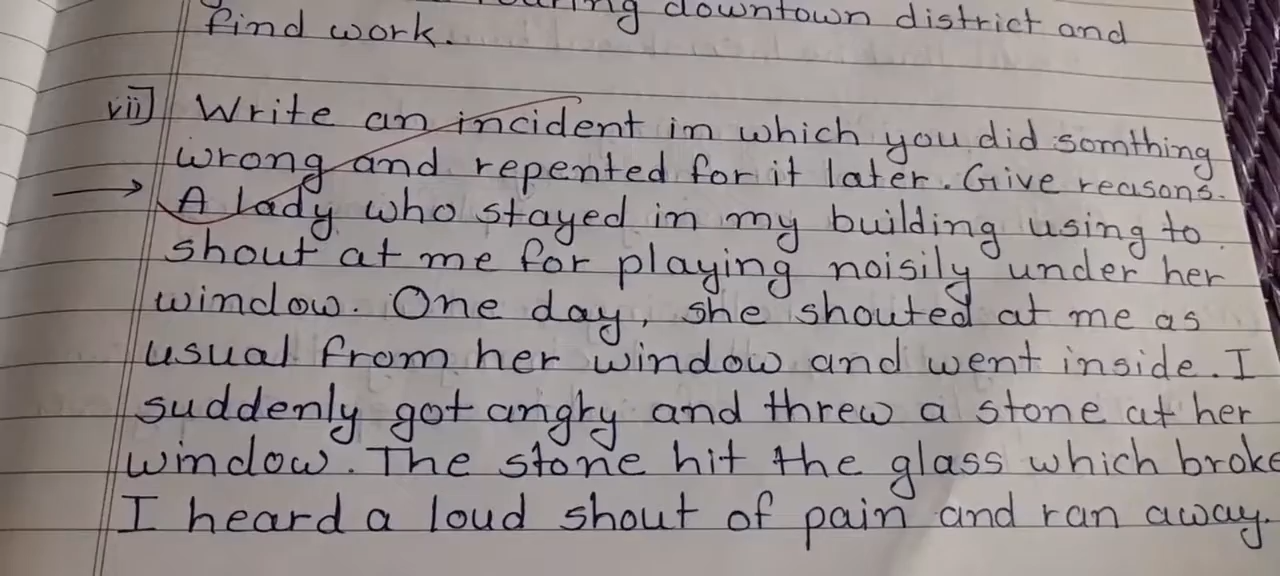 downtown district and
find work.
vii] Write an incident in which you did somthing
wrong and repented for it later. Give reasons.
→ A lady who stayed in my building using to
shout at me for playing noisily under her
window. One day, she shouted at me as
usual from her window and went inside. I
suddenly got angry and threw a stone at her
window. The stone hit the glass which broke
I heard a loud shout of pain and ran away.